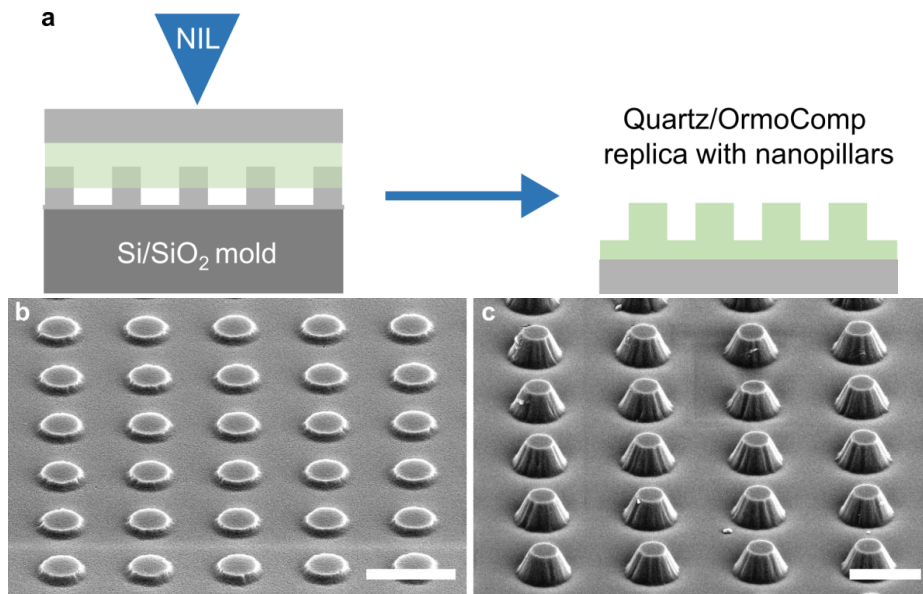 a
NIL
Si/SiO₂ mold
Quartz/OrmoComp
replica with nanopillars
b
c